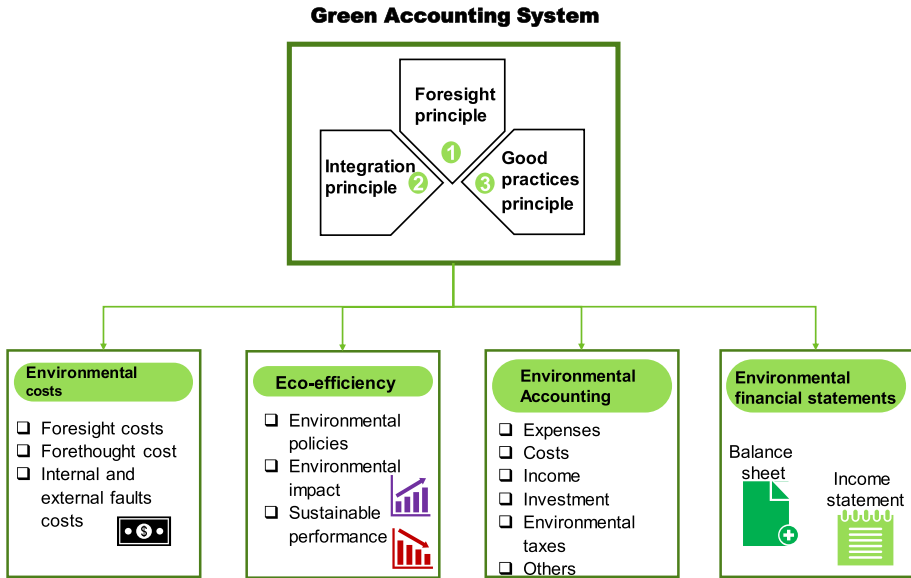 Green Accounting System
Foresight
principle
1
Integration
principle
2
Good
practices
principle
3
Environmental
costs
Foresight costs
Forethought cost
Internal and
external faults
costs
$
Eco-efficiency
Environmental
policies
Environmental
impact
Sustainable
performance
Environmental
Accounting
Expenses
Costs
Income
Investment
Environmental
taxes
Others
Environmental
financial statements
Balance
sheet
Income
statement